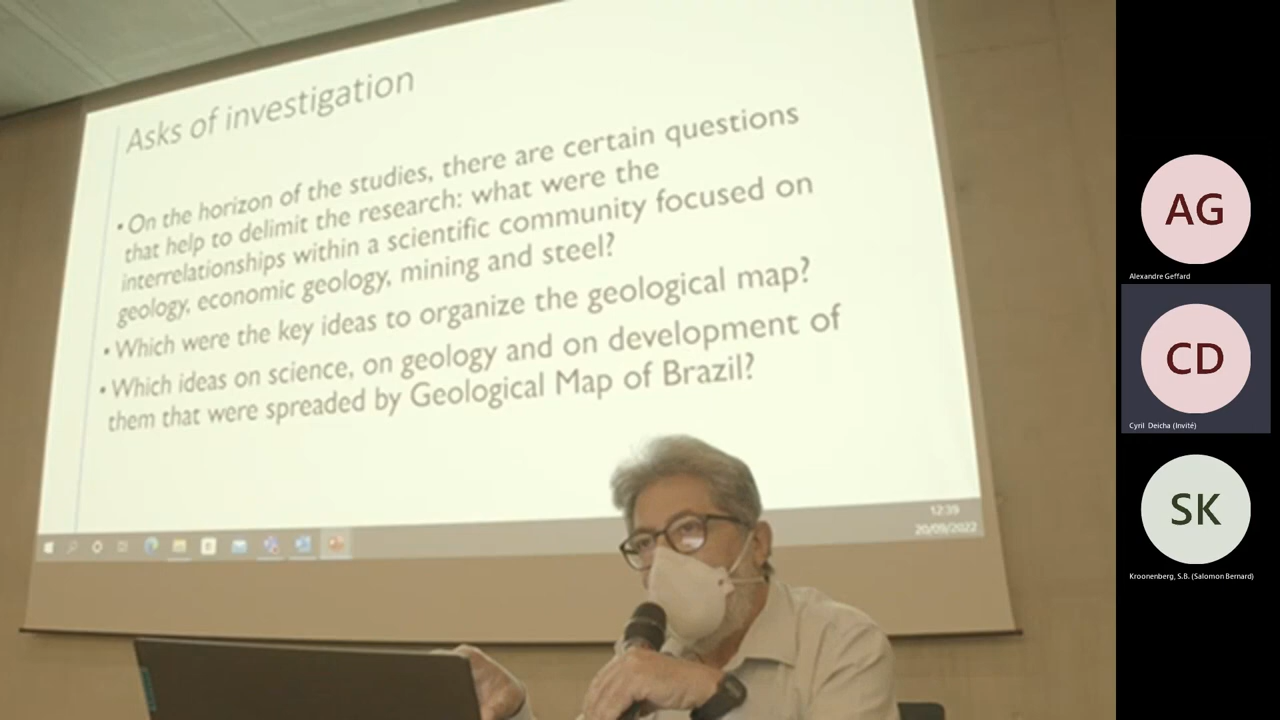 Asks of investigation
• On the horizon of the studies, there are certain questions
that help to delimit the research: what were the
interrelationships within a scientific community focused on
geology, economic geology, mining and steel?
• Which were the key ideas to organize the geological map?
• Which ideas on science, on geology and on development of
them that were spreaded by Geological Map of Brazil?
12:39
20/09/2022
AG
Alexandre Geffard
CD
Cyril Deicha (Invité)
SK
Kroonenberg, S.B. (Salomon Bernard)